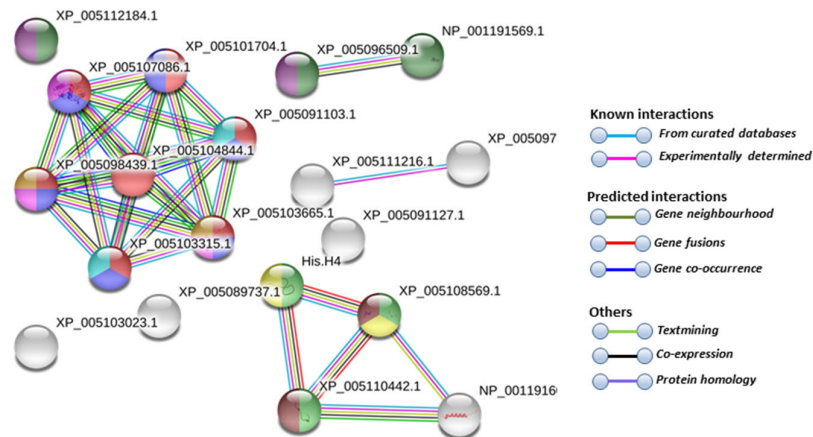 XP_005112184.1
XP_005101704.1
XP_005096509.1
NP_001191569.1
XP_005107086.1
XP_005091103.1
XP_005104844.1
XP_005098439.1
XP_005111216.1
XP_005097
XP_005103665.1
XP_005091127.1
XP_005103315.1
His.H4
XP_005089737.1
XP_005108569.1
XP_005103023.1
XP_005110442.1
NP_00119160
Known interactions
From curated databases
Experimentally determined
Predicted interactions
Gene neighbourhood
Gene fusions
Gene co-occurrence
Others
Textmining
Co-expression
Protein homology